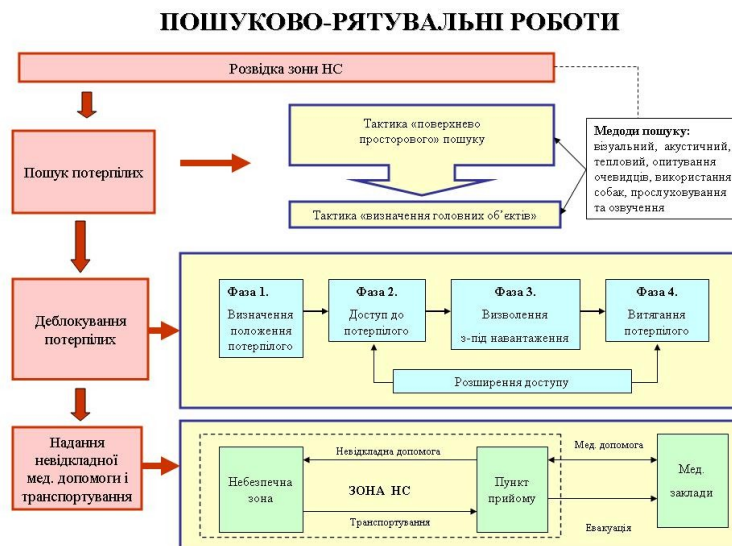 ПОШУКОВО-РЯТУВАЛЬНІ РОБОТИ
Розвідка зони НС
Пошук потерпілих
Тактика «поверхнево
просторового» пошуку
Тактика «визначення головних об’єктів»
Медоди пошуку:
візуальний, акустичний,
тепловий, опитування
очевидців, використання
собак, прослуховування
та озвучення
Деблокування
потерпілих
Фаза 1.
Визначення
положення
потерпілого
Фаза 2.
Доступ до
потерпілого
Фаза 3.
Визволення
з-під навантаження
Фаза 4.
Витягання
потерпілого
Розширення доступу
Надання
невідкладної
мед. допомоги і
транспортування
Небезпечна
зона
Невідкладна допомога
ЗОНА НС
Транспортування
Пункт
прийому
Мед. допомога
Евакуація
Мед.
заклади